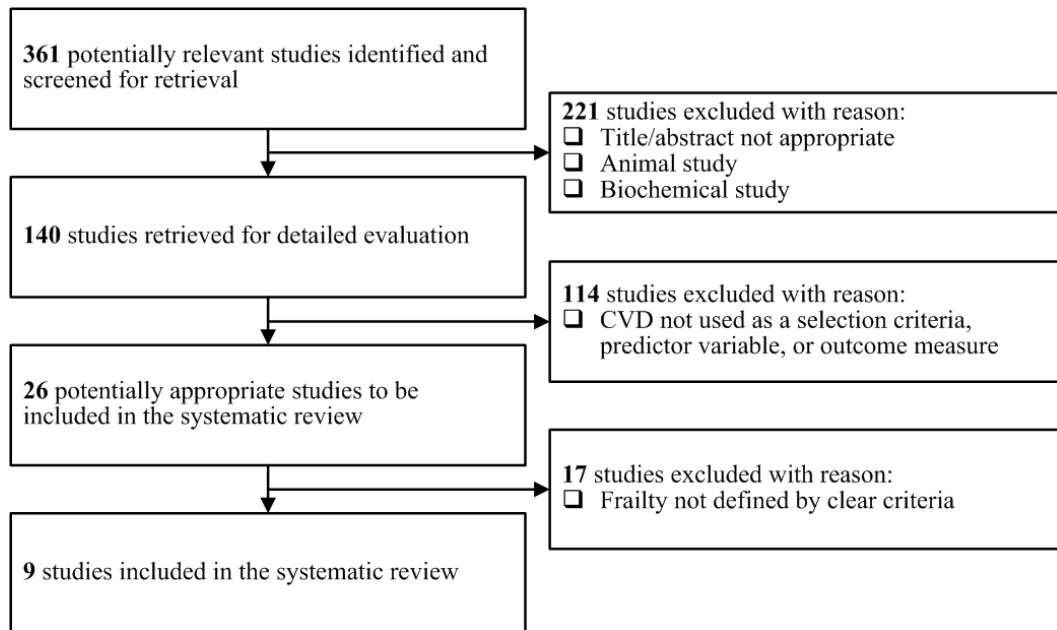 361 potentially relevant studies identified and
screened for retrieval
221 studies excluded with reason:
❑ Title/abstract not appropriate
❑ Animal study
❑ Biochemical study
140 studies retrieved for detailed evaluation
114 studies excluded with reason:
❑ CVD not used as a selection criteria,
predictor variable, or outcome measure
26 potentially appropriate studies to be
included in the systematic review
17 studies excluded with reason:
❑ Frailty not defined by clear criteria
9 studies included in the systematic review